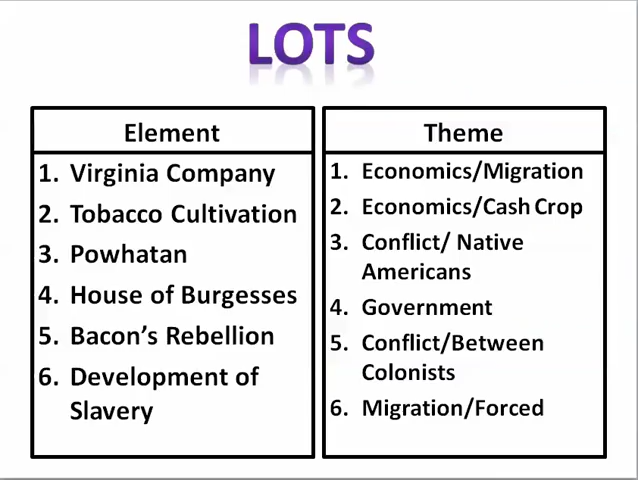 LOTS
Element
1. Virginia Company
2. Tobacco Cultivation
3. Powhatan
4. House of Burgesses
5. Bacon’s Rebellion
6. Development of
Slavery
Theme
1. Economics/Migration
2. Economics/Cash Crop
3. Conflict/ Native
Americans
4. Government
5. Conflict/Between
Colonists
6. Migration/Forced